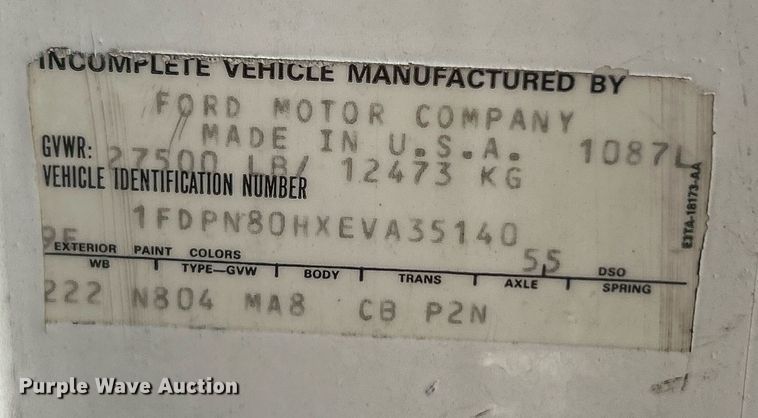 INCOMPLETE VEHICLE MANUFACTURED BY
FORD MOTOR COMPANY
MADE IN U.S.A.
1087L
GVWR: 27500 LB/ 12473 KG
VEHICLE IDENTIFICATION NUMBER
1FDPN80HXEVA35140
E3TA-18173-AA
9E
55
EXTERIOR PAINT COLORS
DSO
WB TYPE—GVW BODY TRANS AXLE SPRING
222 N804 MA8 CB P2N
Purple Wave Auction